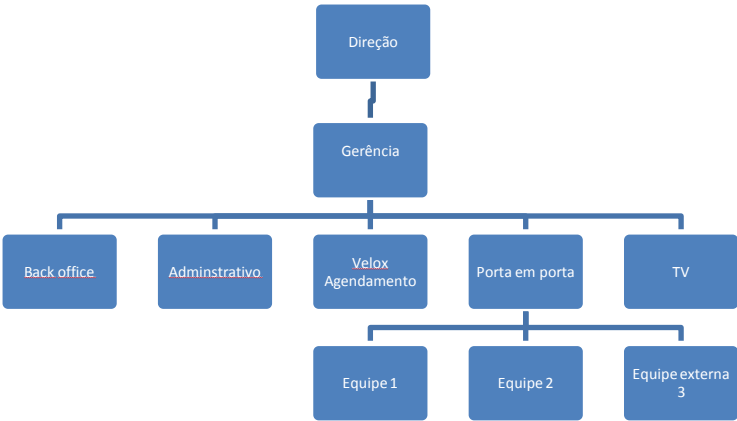 Direção
Gerência
Back office
Adminstrativo
Velox
Agendamento
Porta em porta
TV
Equipe 1
Equipe 2
Equipe externa
3